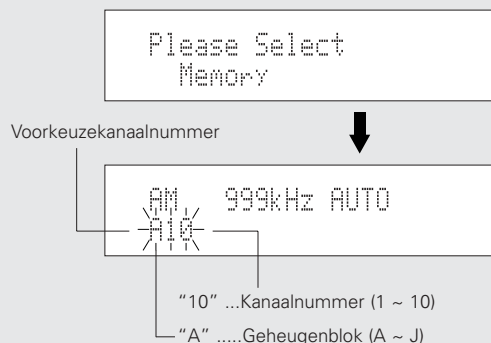 Please Select
Memory
Voorkeuzekanaalnummer
AM 999kHz AUTO
A10
“10” ...Kanaalnummer (1 ~ 10)
“A” .....Geheugenblok (A ~ J)